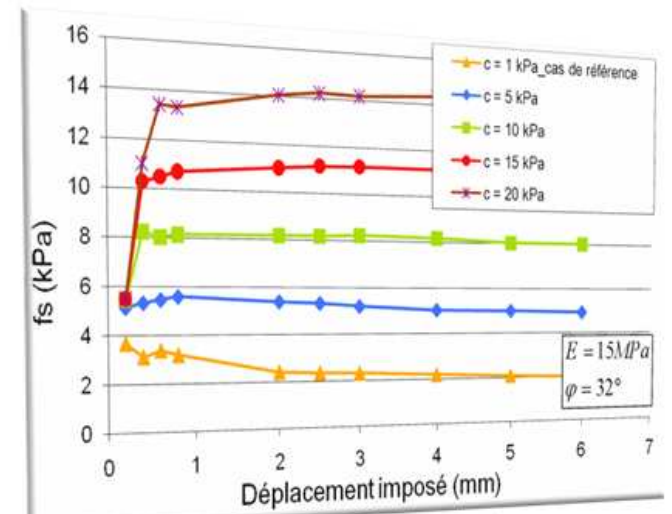 16
14
12
10
8
6
4
2
0
fs (kPa)
0 1 2 3 4 5 6 7
Déplacement imposé (mm)
c = 1 kPa_cas de référence
c = 5 kPa
c = 10 kPa
c = 15 kPa
c = 20 kPa
E = 15MPa
φ = 32°